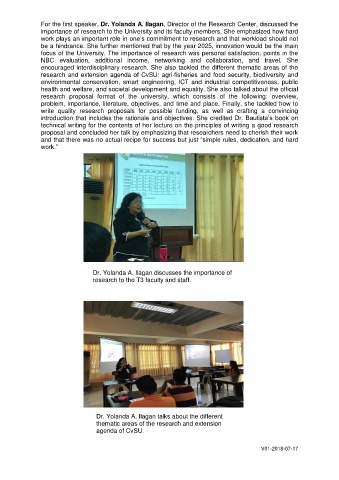 For the first speaker, Dr. Yolanda A. Ilagan, Director of the Research Center, discussed the
importance of research to the University and its faculty members. She emphasized how hard
work plays an important role in one's commitment to research and that workload should not
be a hindrance. She further mentioned that by the year 2025, innovation would be the main
focus of the University. The importance of research was personal satisfaction, points in the
NBC evaluation, additional income, networking and collaboration, and travel. She
encouraged interdisciplinary research. She also tackled the different thematic areas of the
research and extension agenda of CvSU: agri-fisheries and food security, biodiversity and
environmental conservation, smart engineering, ICT and industrial competitiveness, public
health and welfare, and societal development and equality. She also talked about the official
research proposal format of the university, which consists of the following: overview,
problem, importance, literature, objectives, and time and place. Finally, she tackled how to
write quality research proposals for possible funding, as well as crafting a convincing
introduction that includes the rationale and objectives. She credited Dr. Bautista's book on
technical writing for the contents of her lecture on the principles of writing a good research
proposal and concluded her talk by emphasizing that researchers need to cherish their work
and that there was no actual recipe for success but just "simple rules, dedication, and hard
work."
Dr. Yolanda A. Ilagan discusses the importance of
research to the T3 faculty and staff.
Dr. Yolanda A. Ilagan talks about the different
thematic areas of the research and extension
agenda of CvSU.
V01-2018-07-17